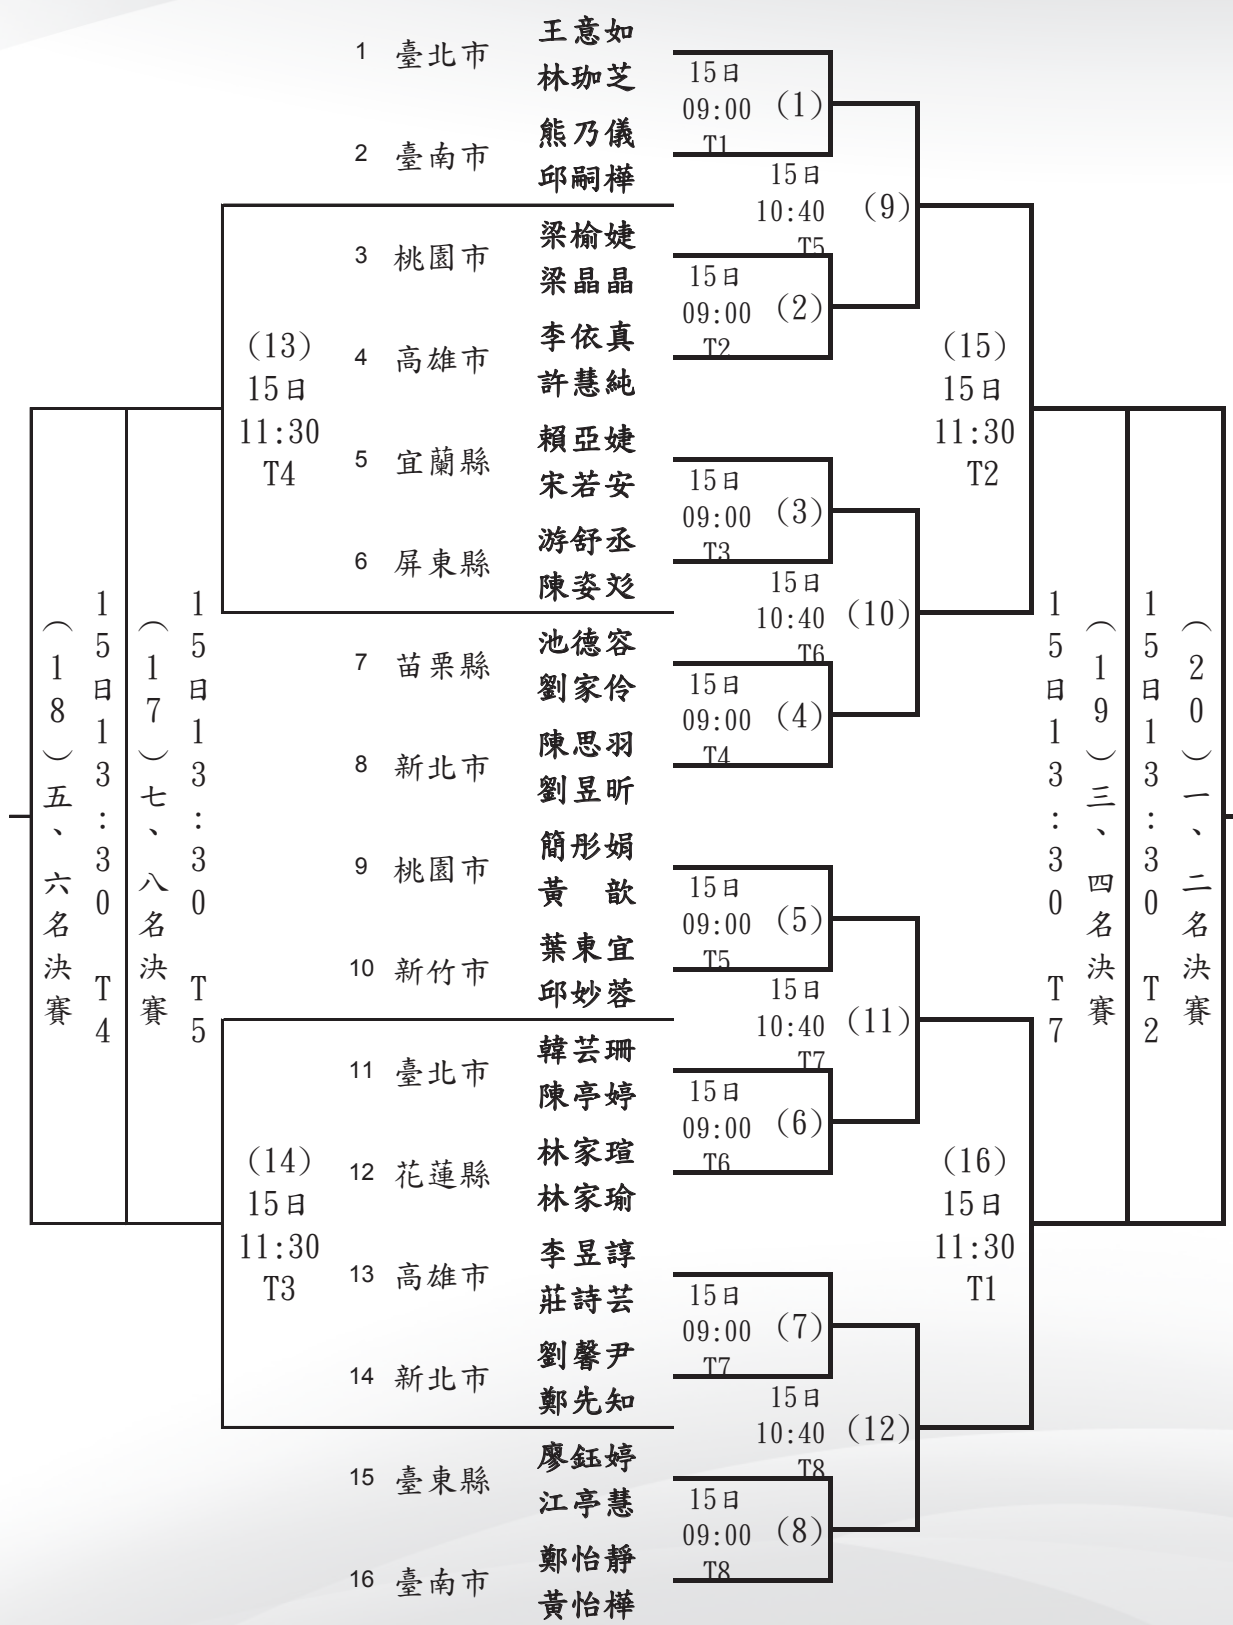 1 臺北市 王意如
林珈芝
15日
09:00 (1)
T1
2 臺南市 熊乃儀
邱嗣樺
15日
10:40 (9)
T5
3 桃園市 梁榆婕
梁晶晶
15日
09:00 (2)
T2
4 高雄市 李依真
許慧純
(13)
15日
11:30
T4
(15)
15日
11:30
T2
5 宜蘭縣 賴亞婕
宋若安
15日
09:00 (3)
T3
6 屏東縣 游舒丞
陳姿彣
15日
10:40 (10)
T6
7 苗栗縣 池德容
劉家伶
15日
09:00 (4)
T4
8 新北市 陳思羽
劉昱昕
(18)五、六名決賽
15日13:30 T4
(17)七、八名決賽
15日13:30 T5
15日13:30 T7
(19)三、四名決賽
15日13:30 T2
(20)一、二名決賽
9 桃園市 簡彤娟
黃 歆
15日
09:00 (5)
T5
10 新竹市 葉東宜
邱妙蓉
15日
10:40 (11)
T7
11 臺北市 韓芸珊
陳亭婷
15日
09:00 (6)
T6
12 花蓮縣 林家瑄
林家瑜
(14)
15日
11:30
T3
(16)
15日
11:30
T1
13 高雄市 李昱諄
莊詩芸
15日
09:00 (7)
T7
14 新北市 劉馨尹
鄭先知
15日
10:40 (12)
T8
15 臺東縣 廖鈺婷
江亭慧
15日
09:00 (8)
T8
16 臺南市 鄭怡靜
黃怡樺